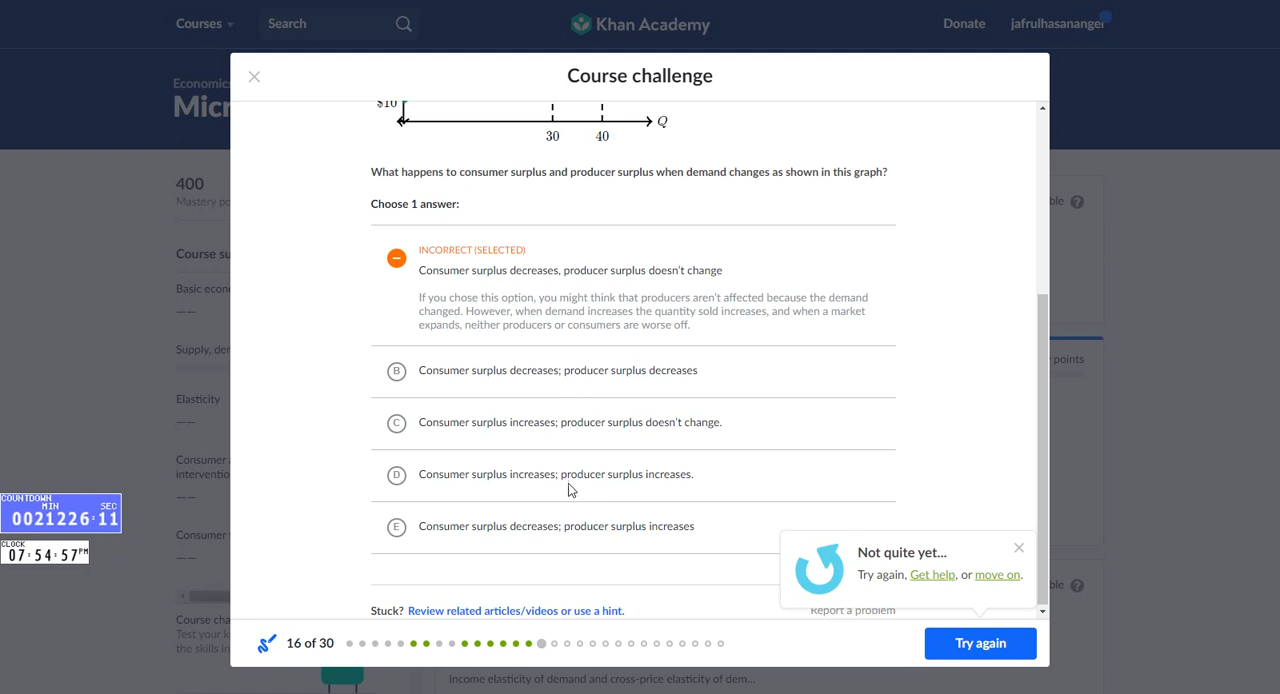 Courses
Search
Khan Academy
Donate
jafrulhasananger
Economics
Micr
Course challenge
400
Mastery po
Course su
Basic econ
Supply, den
Elasticity
Consumer a
interventio
Consumer
Course cha
Test your k
the skills in
$10
30
40
Q
What happens to consumer surplus and producer surplus when demand changes as shown in this graph?
Choose 1 answer:
INCORRECT (SELECTED)
Consumer surplus decreases, producer surplus doesn't change
If you chose this option, you might think that producers aren't affected because the demand
changed. However, when demand increases the quantity sold increases, and when a market
expands, neither producers or consumers are worse off.
B Consumer surplus decreases; producer surplus decreases
C Consumer surplus increases; producer surplus doesn't change.
D Consumer surplus increases; producer surplus increases.
E Consumer surplus decreases; producer surplus increases
Not quite yet...
Try again, Get help, or move on.
Stuck? Review related articles/videos or use a hint.
Report a problem
16 of 30
Try again
ble
points
ble
Income elasticity of demand and cross-price elasticity of dem...
COUNTDOWN
MIN SEC
0021226:11
CLOCK
07:54:57PM